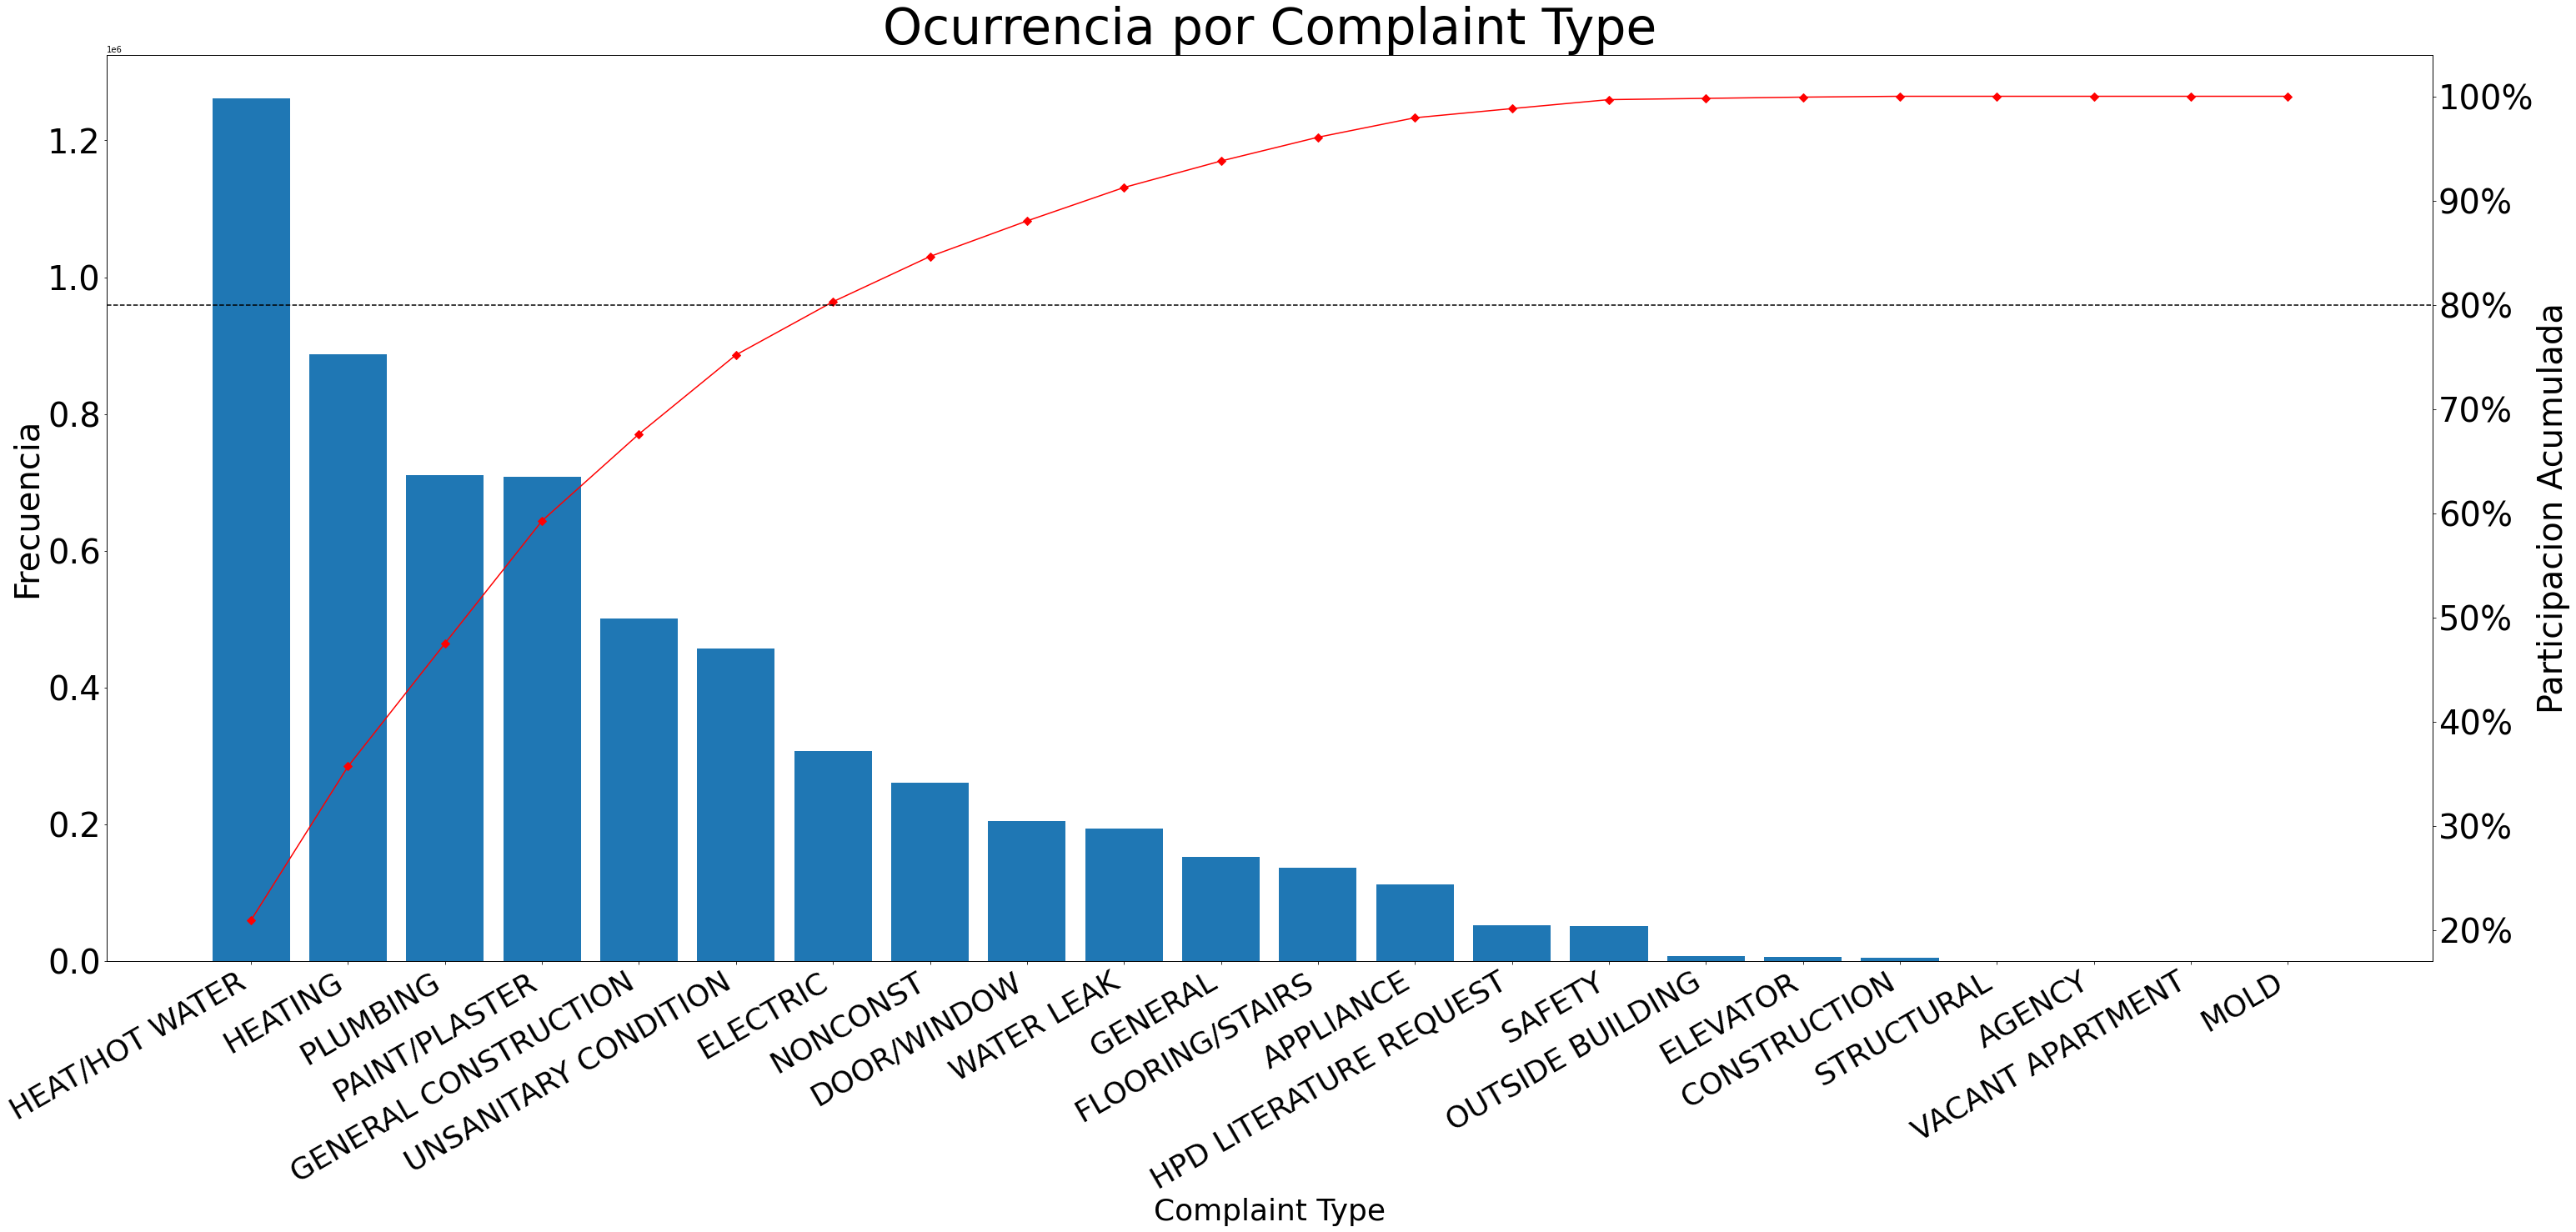 Ocurrencia por Complaint Type
1e6
1.2
1.0
0.8
0.6
0.4
0.2
0.0
Frecuencia
100%
90%
80%
70%
60%
50%
40%
30%
20%
Participacion Acumulada
HEAT/HOT WATER
HEATING
PLUMBING
PAINT/PLASTER
GENERAL CONSTRUCTION
UNSANITARY CONDITION
ELECTRIC
NONCONST
DOOR/WINDOW
WATER LEAK
GENERAL
FLOORING/STAIRS
APPLIANCE
HPD LITERATURE REQUEST
SAFETY
OUTSIDE BUILDING
ELEVATOR
CONSTRUCTION
STRUCTURAL
AGENCY
VACANT APARTMENT
MOLD
Complaint Type